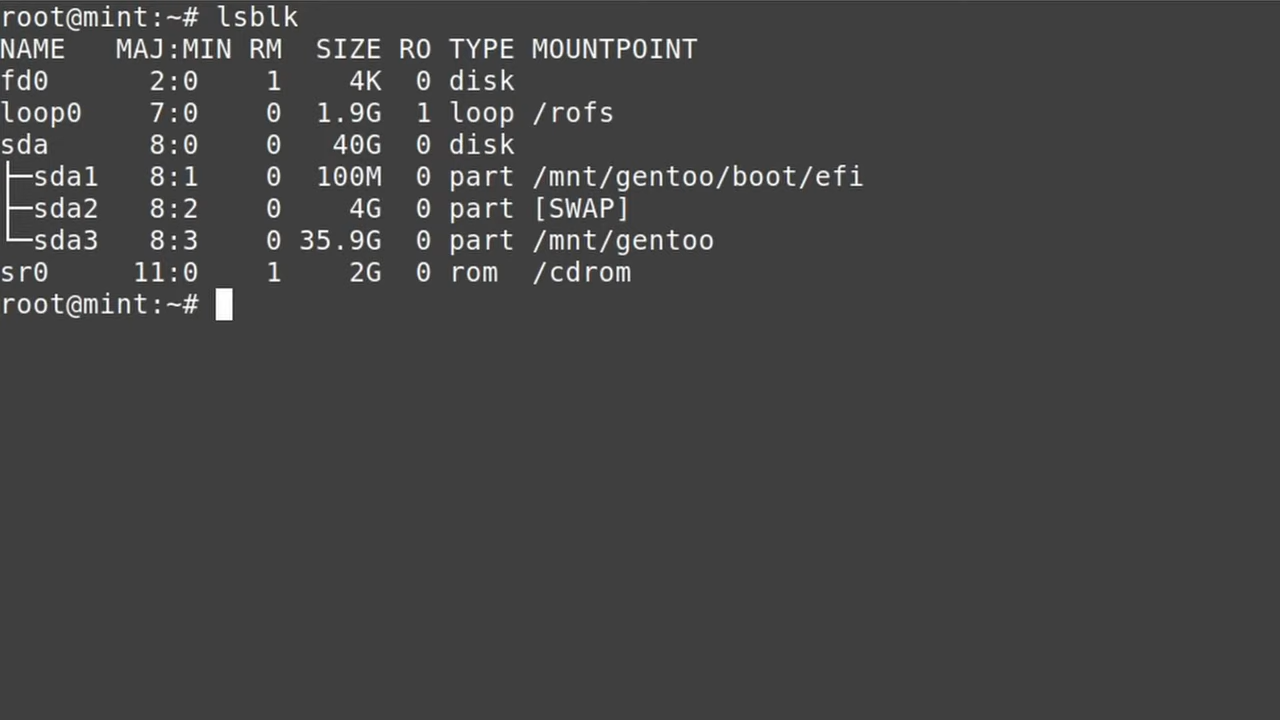 root@mint:~# lsblk
NAME   MAJ:MIN RM   SIZE RO TYPE MOUNTPOINT
fd0      2:0    1     4K  0 disk
loop0    7:0    0   1.9G  1 loop /rofs
sda      8:0    0    40G  0 disk
├─sda1   8:1    0   100M  0 part /mnt/gentoo/boot/efi
├─sda2   8:2    0     4G  0 part [SWAP]
└─sda3   8:3    0 35.9G  0 part /mnt/gentoo
sr0     11:0    1     2G  0 rom  /cdrom
root@mint:~#